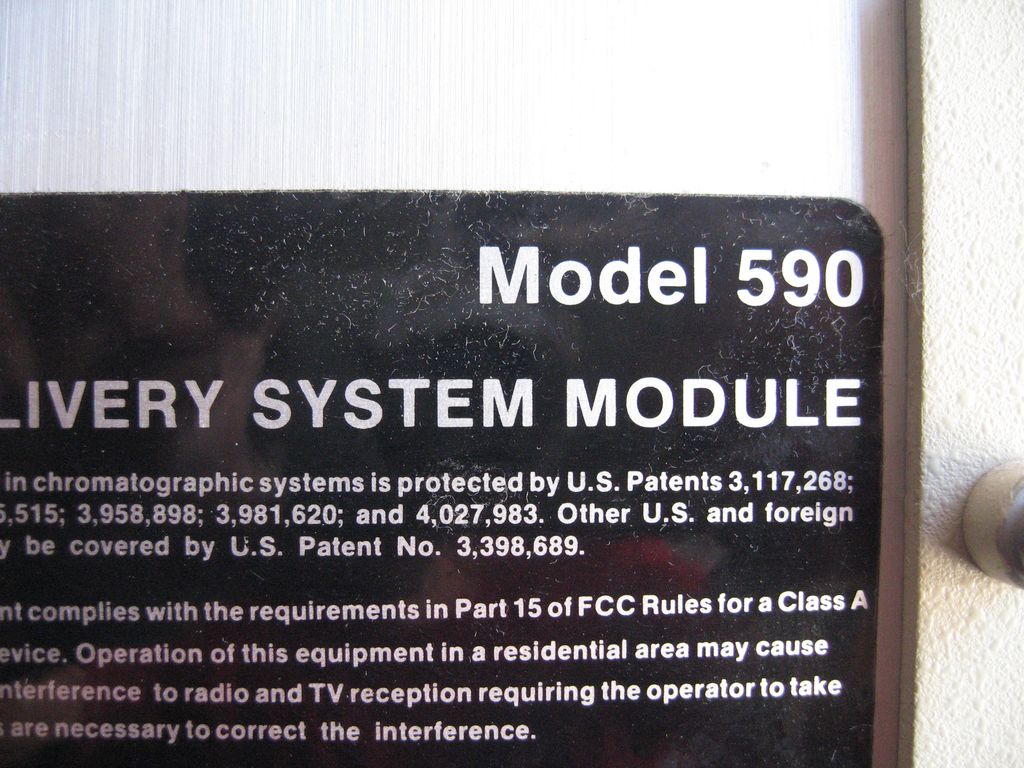 Model 590
LIVERY SYSTEM MODULE
in chromatographic systems is protected by U.S. Patents 3,117,268;
5,515; 3,958,898; 3,981,620; and 4,027,983. Other U.S. and foreign
y be covered by U.S. Patent No. 3,398,689.
nt complies with the requirements in Part 15 of FCC Rules for a Class A
evice. Operation of this equipment in a residential area may cause
nterference to radio and TV reception requiring the operator to take
s are necessary to correct the interference.